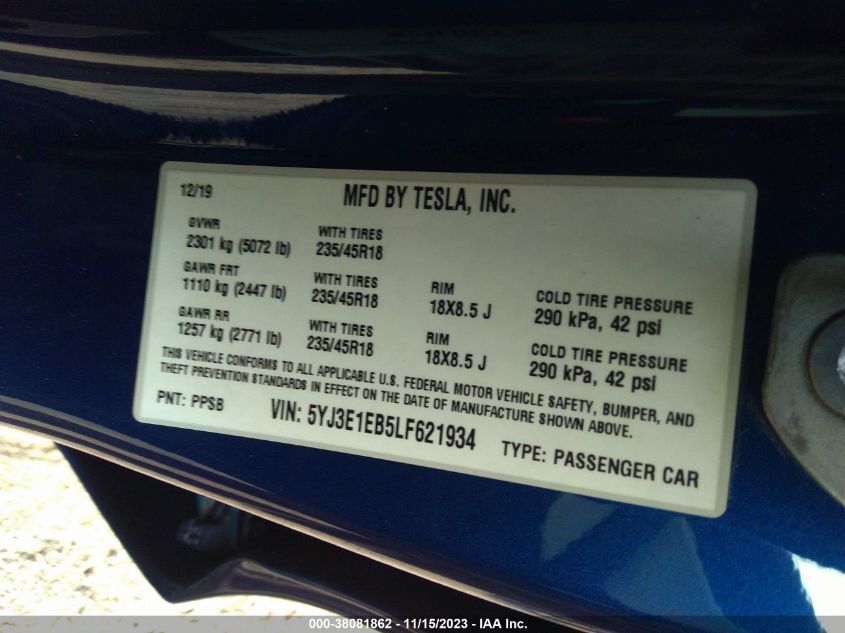 12/19
MFD BY TESLA, INC.
GVWR
2301 kg (5072 lb)
WITH TIRES
235/45R18
GAWR FRT
1110 kg (2447 lb)
WITH TIRES
235/45R18
RIM
18X8.5 J
COLD TIRE PRESSURE
290 kPa, 42 psi
GAWR RR
1257 kg (2771 lb)
WITH TIRES
235/45R18
RIM
18X8.5 J
COLD TIRE PRESSURE
290 kPa, 42 psi
THIS VEHICLE CONFORMS TO ALL APPLICABLE U.S. FEDERAL MOTOR VEHICLE SAFETY, BUMPER, AND
THEFT PREVENTION STANDARDS IN EFFECT ON THE DATE OF MANUFACTURE SHOWN ABOVE.
PNT: PPSB
VIN: 5YJ3E1EB5LF621934
TYPE: PASSENGER CAR
000-38081862 - 11/15/2023 - IAA Inc.